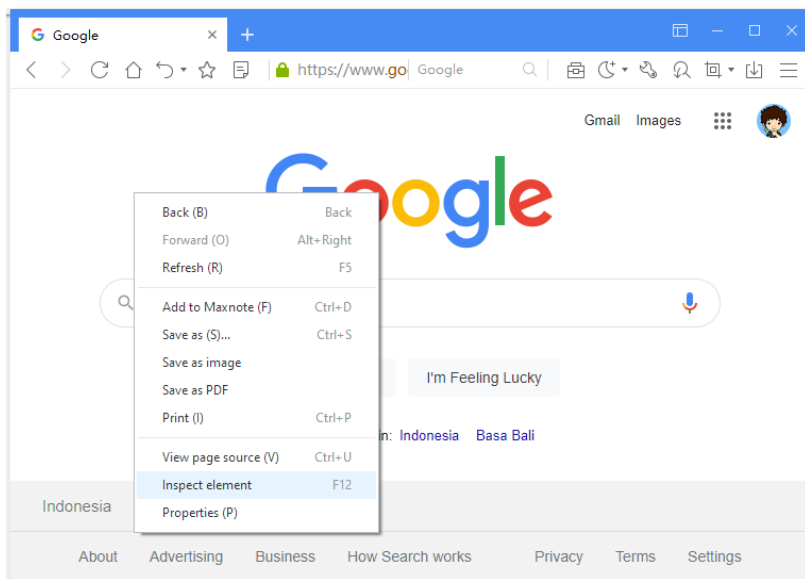 Google
https://www.go Google
Gmail Images
Google
Back (B) Back
Forward (O) Alt+Right
Refresh (R) F5
Add to Maxnote (F) Ctrl+D
Save as (S)... Ctrl+S
Save as image
Save as PDF
Print (I) Ctrl+P
View page source (V) Ctrl+U
Inspect element F12
Properties (P)
I'm Feeling Lucky
in: Indonesia Basa Bali
Indonesia
About Advertising Business How Search works Privacy Terms Settings